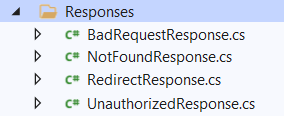 Responses
C# BadRequestResponse.cs
C# NotFoundResponse.cs
C# RedirectResponse.cs
C# UnauthorizedResponse.cs